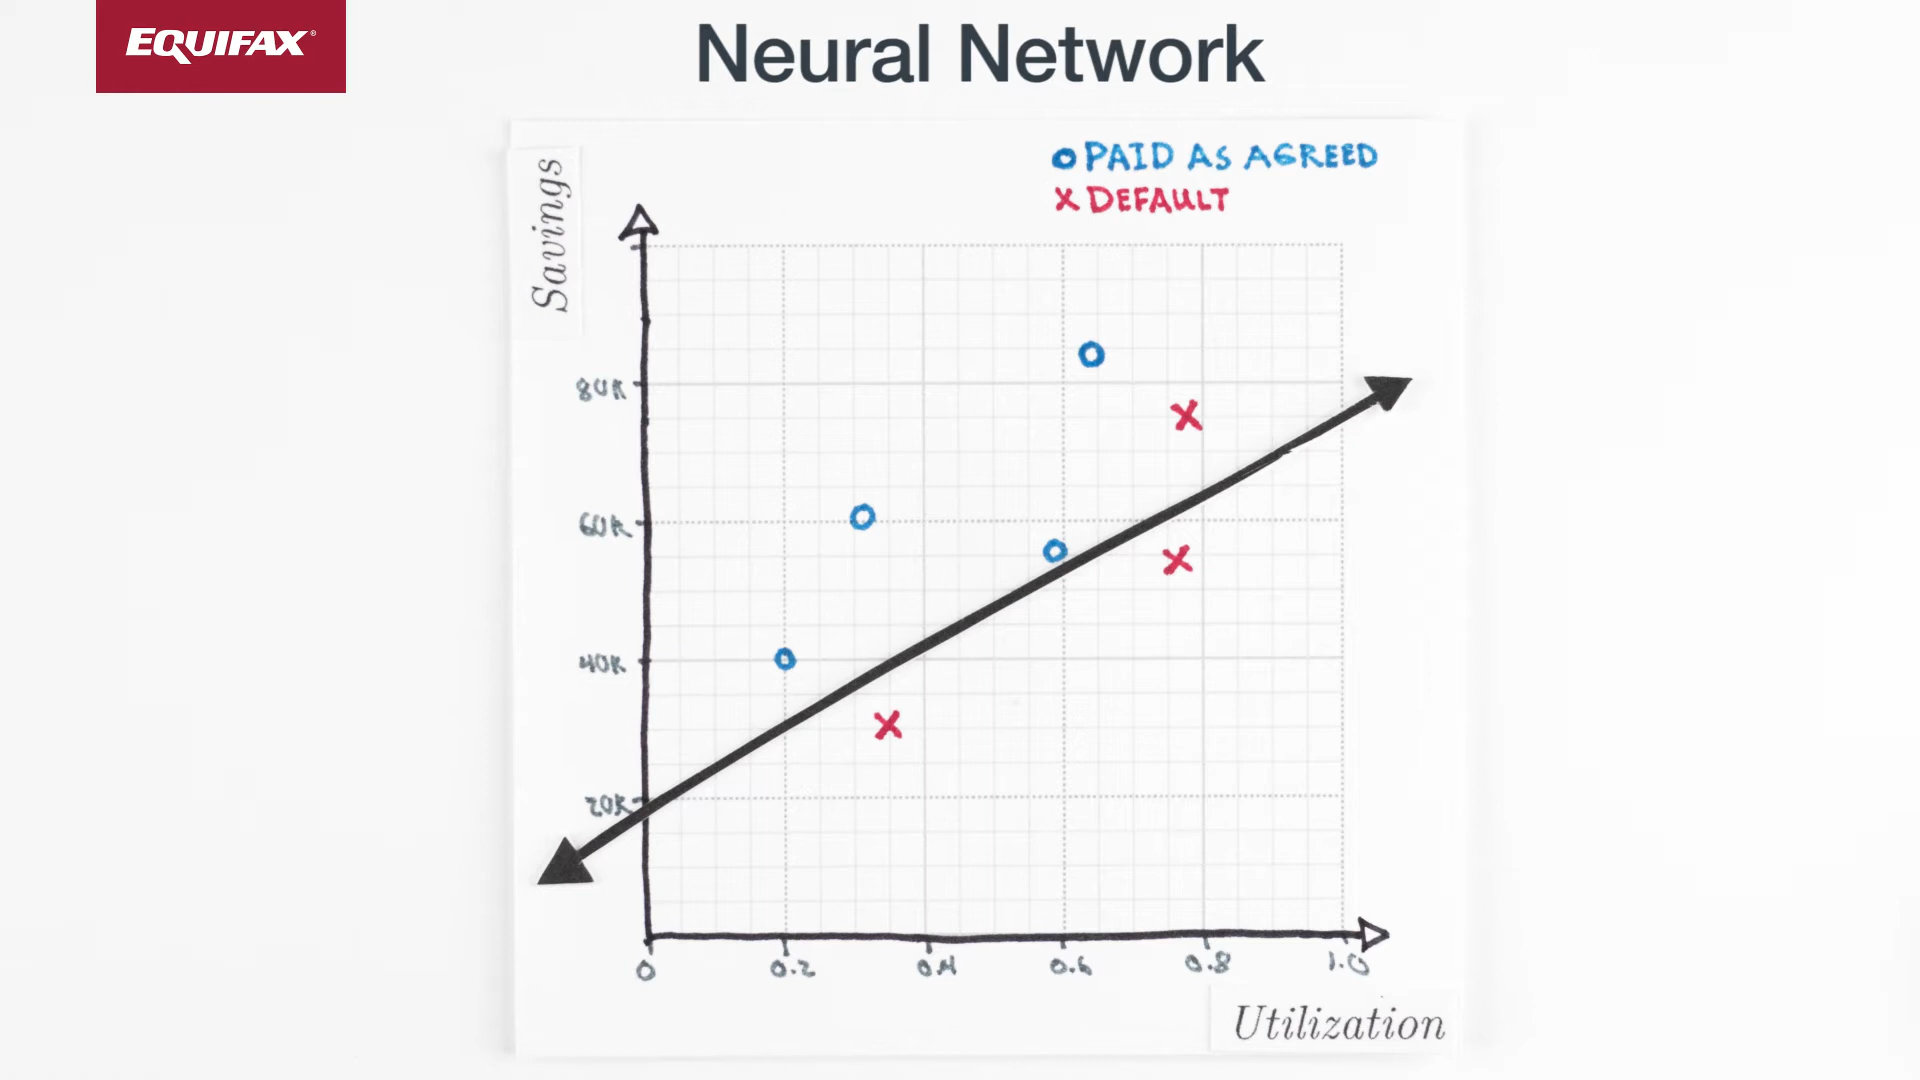 EQUIFAX®
Neural Network
Savings
PAID AS AGREED
DEFAULT
80K
60K
40K
20K
0
0.2
0.4
0.6
0.8
1.0
Utilization